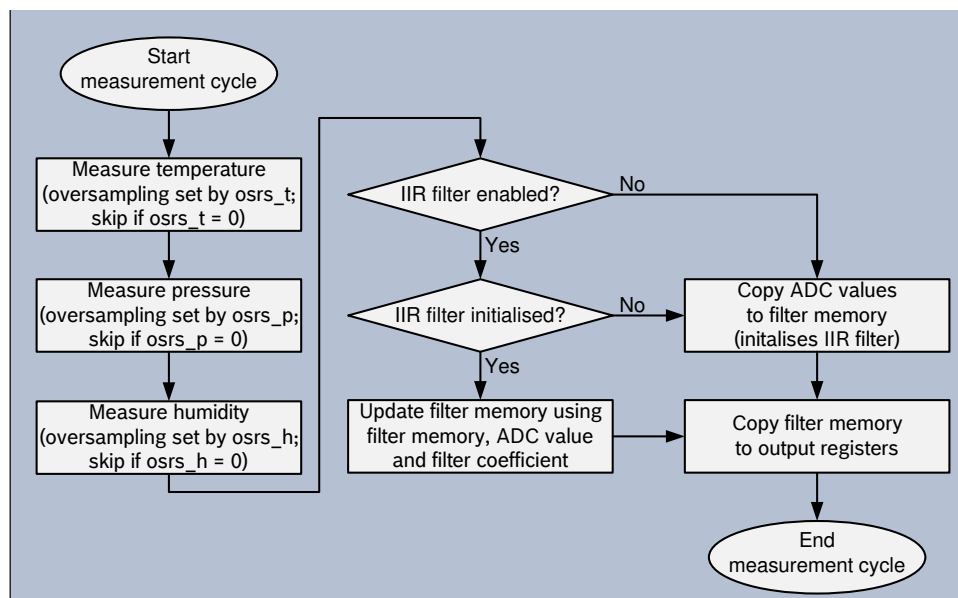 Start
measurement cycle
Measure temperature
(oversampling set by osrs_t;
skip if osrs_t = 0)
Measure pressure
(oversampling set by osrs_p;
skip if osrs_p = 0)
Measure humidity
(oversampling set by osrs_h;
skip if osrs_h = 0)
IIR filter enabled?
No
Yes
IIR filter initialised?
No
Yes
Copy ADC values
to filter memory
(initalises IIR filter)
Update filter memory using
filter memory, ADC value
and filter coefficient
Copy filter memory
to output registers
End
measurement cycle